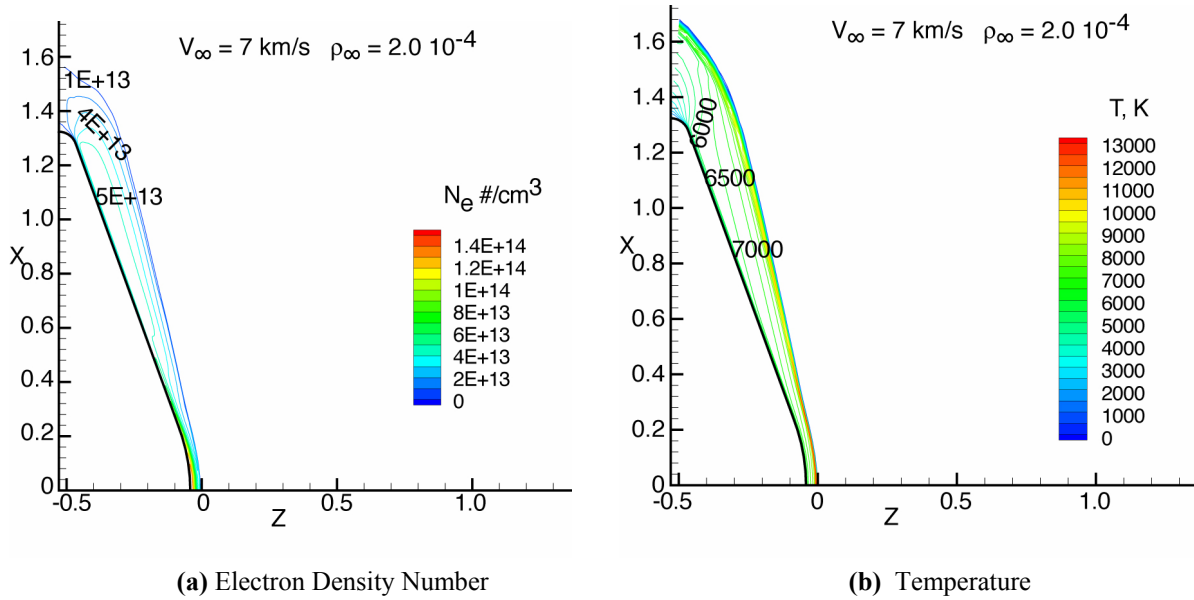 V∞ = 7 km/s ρ∞ = 2.0 10-4
1.6
1.4
1.2
1.0
X
0.8
0.6
0.4
0.2
0
-0.5
0
0.5
1.0
Z
1E+13
4E+13
5E+13
Ne #/cm3
1.4E+14
1.2E+14
1E+14
8E+13
6E+13
4E+13
2E+13
0
(a) Electron Density Number
V∞ = 7 km/s ρ∞ = 2.0 10-4
1.6
1.4
1.2
1.0
X
0.8
0.6
0.4
0.2
0
-0.5
0
0.5
1.0
Z
6000
6500
7000
T, K
13000
12000
11000
10000
9000
8000
7000
6000
5000
4000
3000
2000
1000
0
(b) Temperature